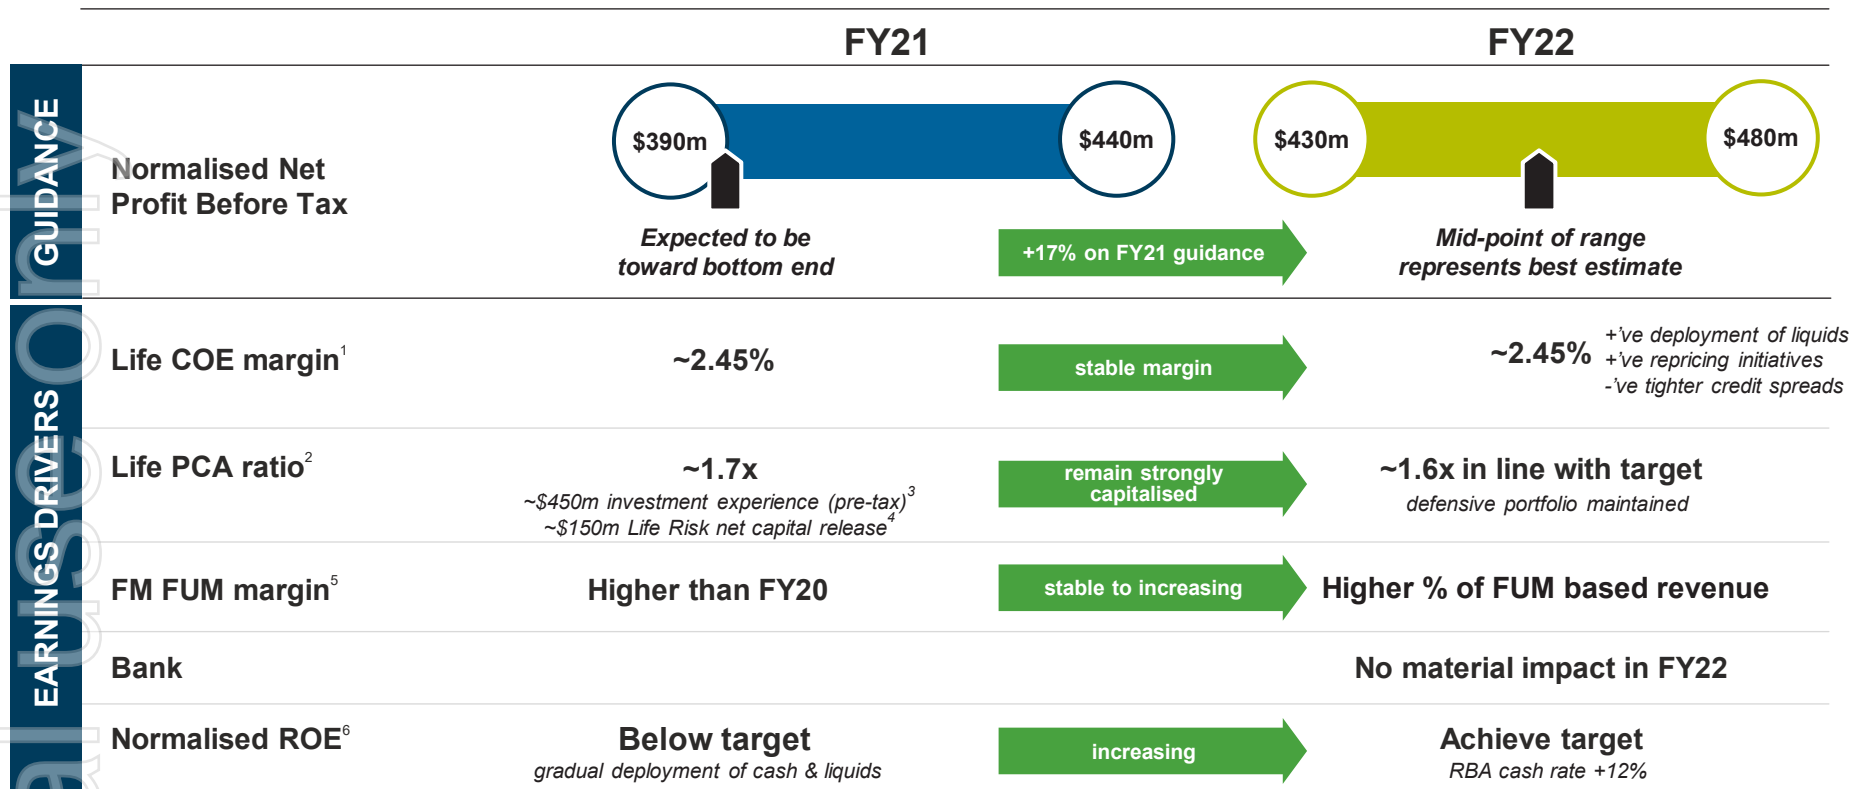 FY21 FY22
GUIDANCE
Normalised Net
Profit Before Tax
$390m $440m $430m $480m
Expected to be
toward bottom end
+17% on FY21 guidance
Mid-point of range
represents best estimate
EARNINGS DRIVERS
Life COE margin1 ~2.45% stable margin ~2.45%
+'ve deployment of liquids
+'ve repricing initiatives
-'ve tighter credit spreads
Life PCA ratio2 ~1.7x
~$450m investment experience (pre-tax)3
~$150m Life Risk net capital release4
remain strongly
capitalised
~1.6x in line with target
defensive portfolio maintained
FM FUM margin5 Higher than FY20 stable to increasing Higher % of FUM based revenue
Bank No material impact in FY22
Normalised ROE6 Below target
gradual deployment of cash & liquids
increasing
Achieve target
RBA cash rate +12%
al use only